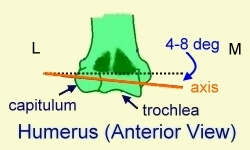 L
4-8 deg
M
axis
capitulum
trochlea
Humerus (Anterior View)